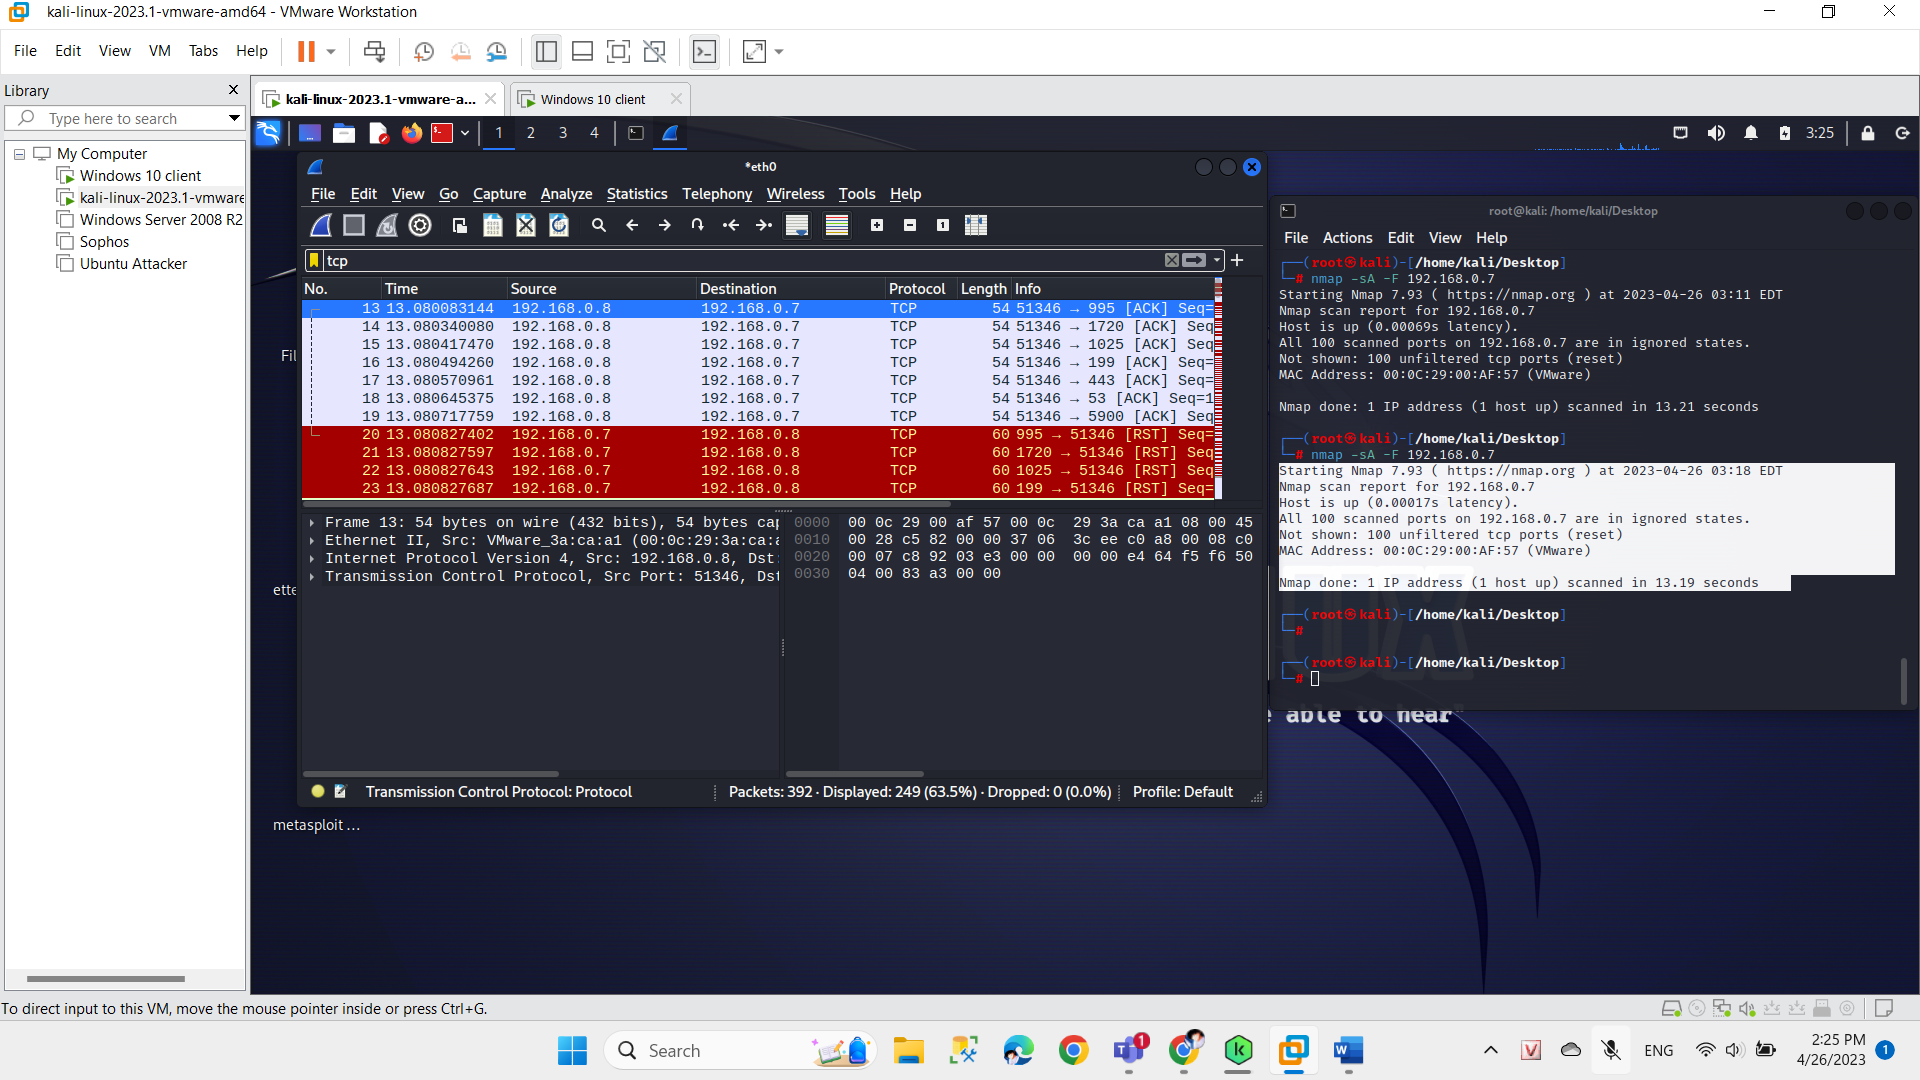 kali-linux-2023.1-vmware-amd64 - VMware Workstation
File Edit View VM Tabs Help
Library
Type here to search
My Computer
Windows 10 client
kali-linux-2023.1-vmware
Windows Server 2008 R2
Sophos
Ubuntu Attacker
kali-linux-2023.1-vmware-a...
Windows 10 client
1 2 3 4
3:25
*eth0
File Edit View Go Capture Analyze Statistics Telephony Wireless Tools Help
tcp
No. Time Source Destination Protocol Length Info
13 13.080083144 192.168.0.8 192.168.0.7 TCP 54 51346 → 995 [ACK] Seq=
14 13.080340080 192.168.0.8 192.168.0.7 TCP 54 51346 → 1720 [ACK] Seq
15 13.080417470 192.168.0.8 192.168.0.7 TCP 54 51346 → 1025 [ACK] Seq
16 13.080494260 192.168.0.8 192.168.0.7 TCP 54 51346 → 199 [ACK] Seq=
17 13.080570961 192.168.0.8 192.168.0.7 TCP 54 51346 → 443 [ACK] Seq=
18 13.080645375 192.168.0.8 192.168.0.7 TCP 54 51346 → 53 [ACK] Seq=1
19 13.080717759 192.168.0.8 192.168.0.7 TCP 54 51346 → 5900 [ACK] Seq
20 13.080827402 192.168.0.7 192.168.0.8 TCP 60 995 → 51346 [RST] Seq=
21 13.080827597 192.168.0.7 192.168.0.8 TCP 60 1720 → 51346 [RST] Seq=
22 13.080827643 192.168.0.7 192.168.0.8 TCP 60 1025 → 51346 [RST] Seq=
23 13.080827687 192.168.0.7 192.168.0.8 TCP 60 199 → 51346 [RST] Seq=
Frame 13: 54 bytes on wire (432 bits), 54 bytes cap
Ethernet II, Src: VMware_3a:ca:a1 (00:0c:29:3a:ca:a
Internet Protocol Version 4, Src: 192.168.0.8, Dst:
Transmission Control Protocol, Src Port: 51346, Dst
0000 00 0c 29 00 af 57 00 0c 29 3a ca a1 08 00 45
0010 00 28 c5 82 00 00 37 06 3c ee c0 a8 00 08 c0
0020 00 07 c8 92 03 e3 00 00 00 00 e4 64 f5 f6 50
0030 04 00 83 a3 00 00
Transmission Control Protocol: Protocol
Packets: 392 · Displayed: 249 (63.5%) · Dropped: 0 (0.0%)
Profile: Default
Fil
ette
metasploit ...
root@kali: /home/kali/Desktop
File Actions Edit View Help
(root㉿kali)-[/home/kali/Desktop]
# nmap -sA -F 192.168.0.7
Starting Nmap 7.93 ( https://nmap.org ) at 2023-04-26 03:11 EDT
Nmap scan report for 192.168.0.7
Host is up (0.00069s latency).
All 100 scanned ports on 192.168.0.7 are in ignored states.
Not shown: 100 unfiltered tcp ports (reset)
MAC Address: 00:0C:29:00:AF:57 (VMware)
Nmap done: 1 IP address (1 host up) scanned in 13.21 seconds
(root㉿kali)-[/home/kali/Desktop]
# nmap -sA -F 192.168.0.7
Starting Nmap 7.93 ( https://nmap.org ) at 2023-04-26 03:18 EDT
Nmap scan report for 192.168.0.7
Host is up (0.00017s latency).
All 100 scanned ports on 192.168.0.7 are in ignored states.
Not shown: 100 unfiltered tcp ports (reset)
MAC Address: 00:0C:29:00:AF:57 (VMware)
Nmap done: 1 IP address (1 host up) scanned in 13.19 seconds
(root㉿kali)-[/home/kali/Desktop]
#
(root㉿kali)-[/home/kali/Desktop]
#
able to hear"
To direct input to this VM, move the mouse pointer inside or press Ctrl+G.
Search
1
ENG
2:25 PM
4/26/2023
1